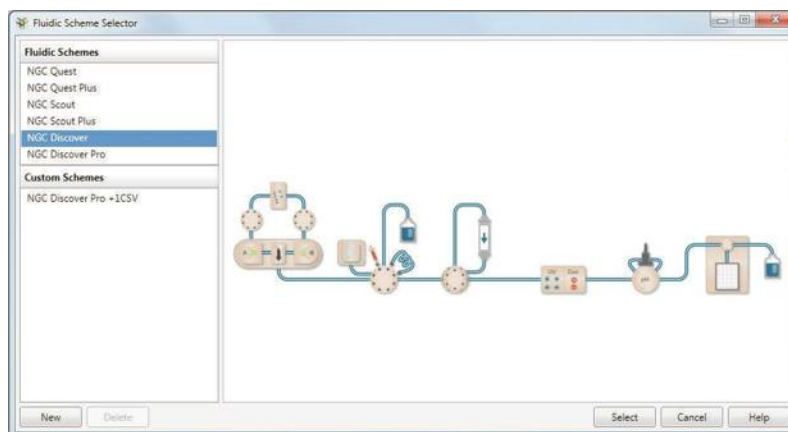 Fluidic Scheme Selector
Fluidic Schemes
NGC Quest
NGC Quest Plus
NGC Scout
NGC Scout Plus
NGC Discover
NGC Discover Pro
Custom Schemes
NGC Discover Pro +1CSV
UV
pH
New
Delete
Select
Cancel
Help